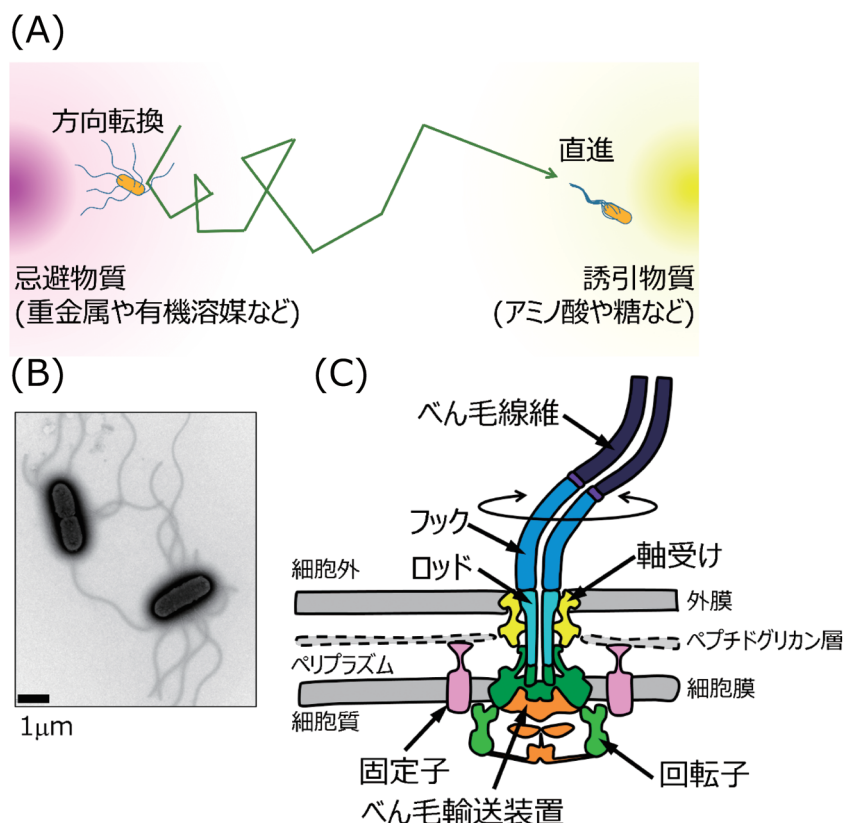 (A)
方向転換
直進
忌避物質
(重金属や有機溶媒など)
誘引物質
(アミノ酸や糖など)
(B)
1μm
(C)
べん毛線維
フック
ロッド
軸受け
細胞外
外膜
ペプチドグリカン層
ペリプラズム
細胞膜
細胞質
固定子
回転子
べん毛輸送装置